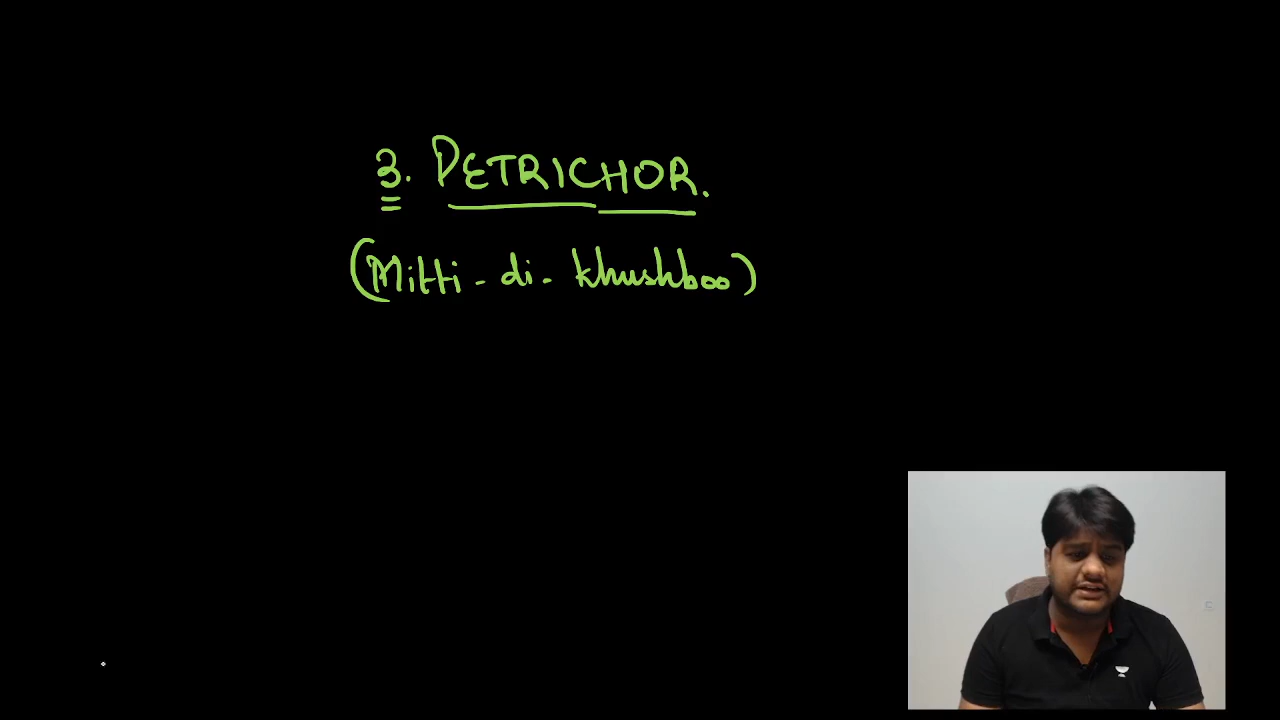 3. PETRICHOR.
(Mitti - di - khushboo)